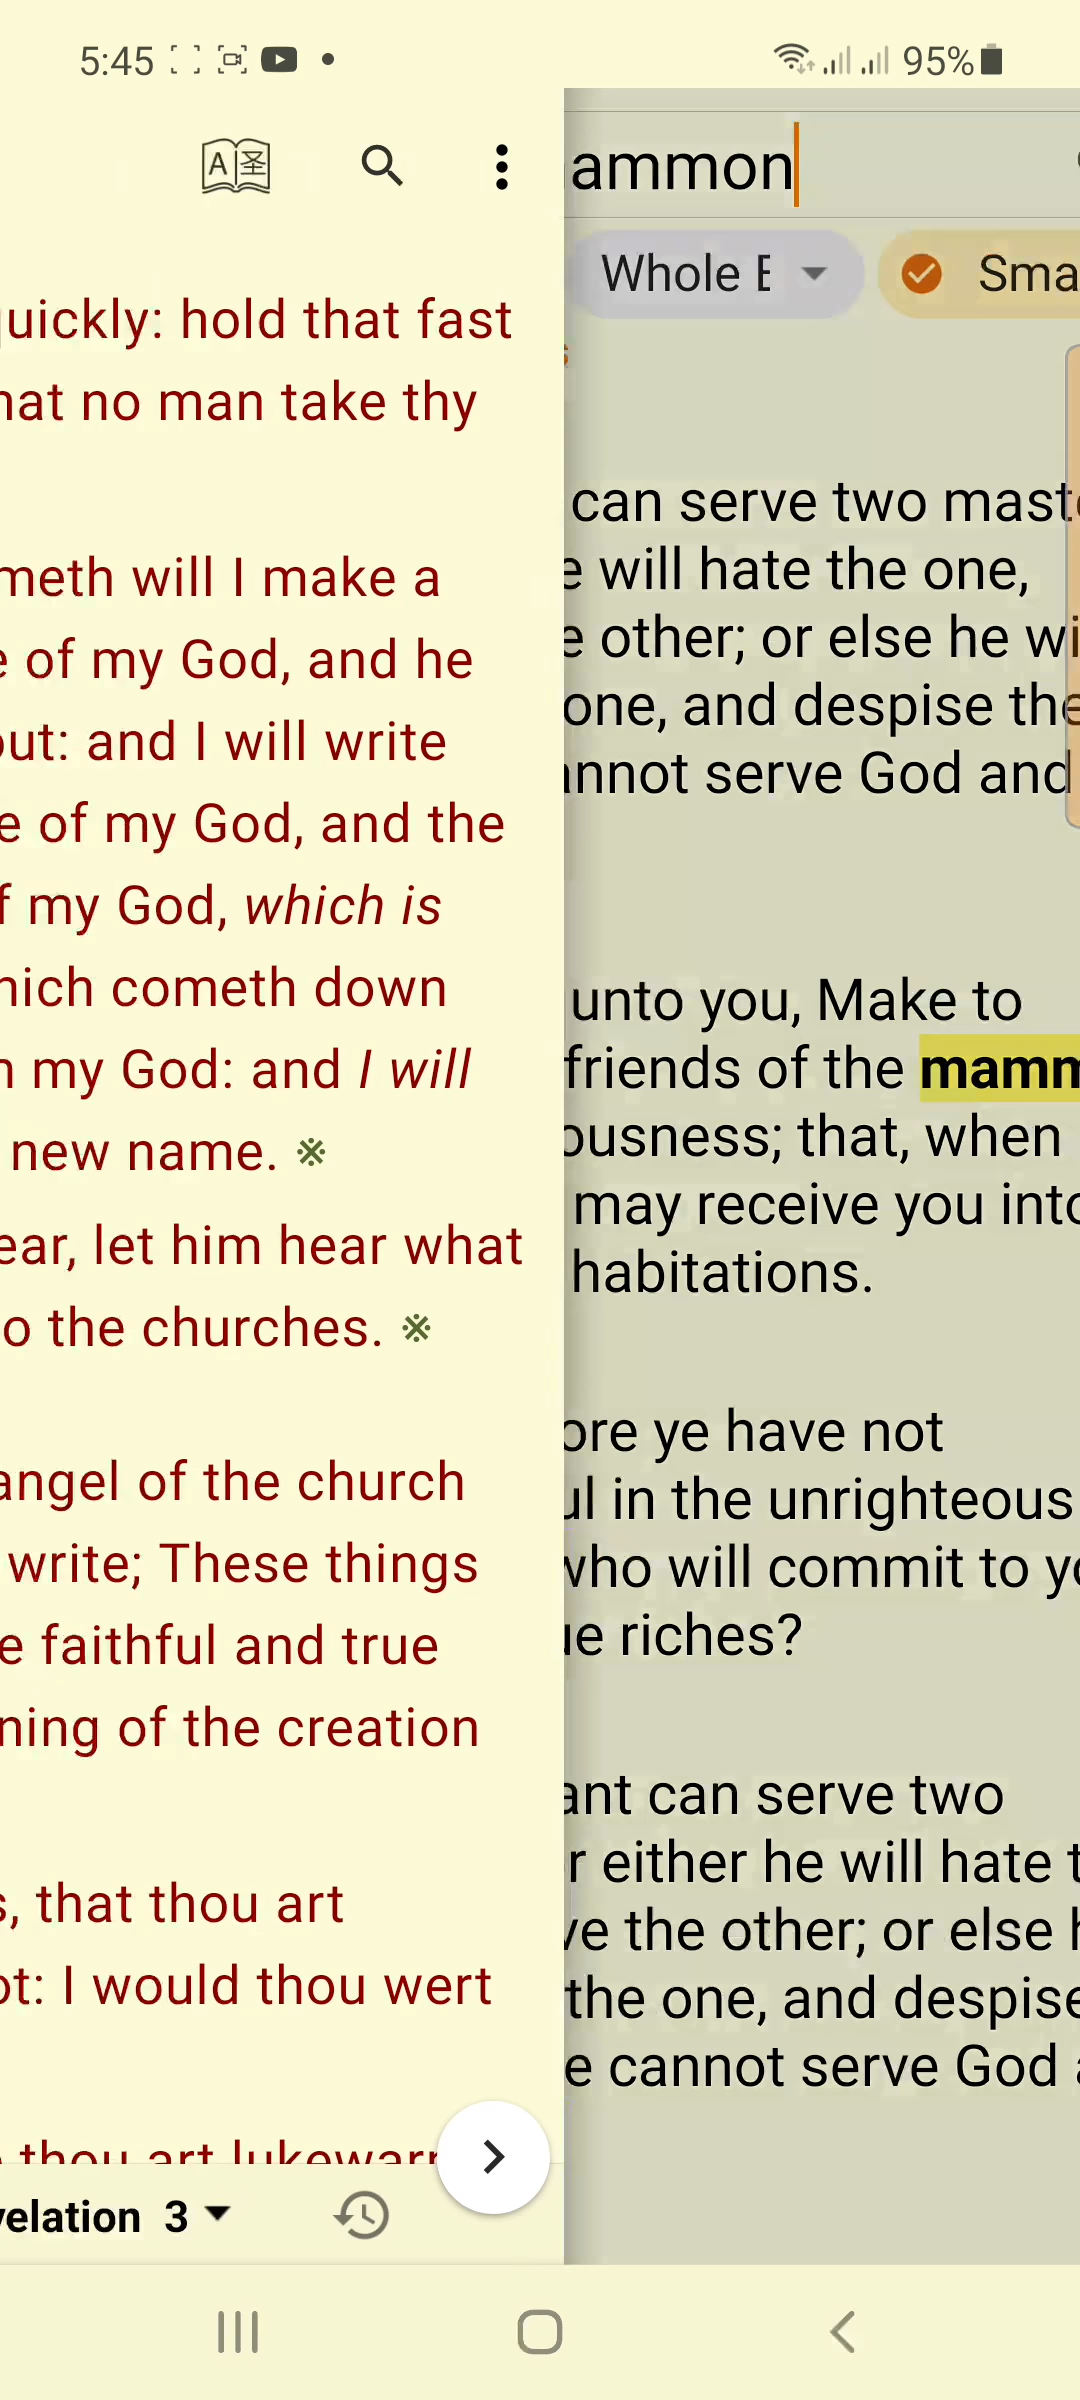 5:45
95%
A 圣
uickly: hold that fast
hat no man take thy
meth will I make a
e of my God, and he
out: and I will write
e of my God, and the
f my God, which is
hich cometh down
n my God: and I will
new name. ※
ear, let him hear what
o the churches. ※
angel of the church
write; These things
e faithful and true
ning of the creation
s, that thou art
ot: I would thou wert
thou art lukewarm
velation 3
ammon
Whole B
Sma
s
can serve two maste
e will hate the one,
e other; or else he wi
one, and despise the
annot serve God and
unto you, Make to
friends of the mamm
ousness; that, when
may receive you into
habitations.
ore ye have not
ul in the unrighteous
who will commit to yo
ue riches?
ant can serve two
r either he will hate t
ve the other; or else h
the one, and despise
e cannot serve God a